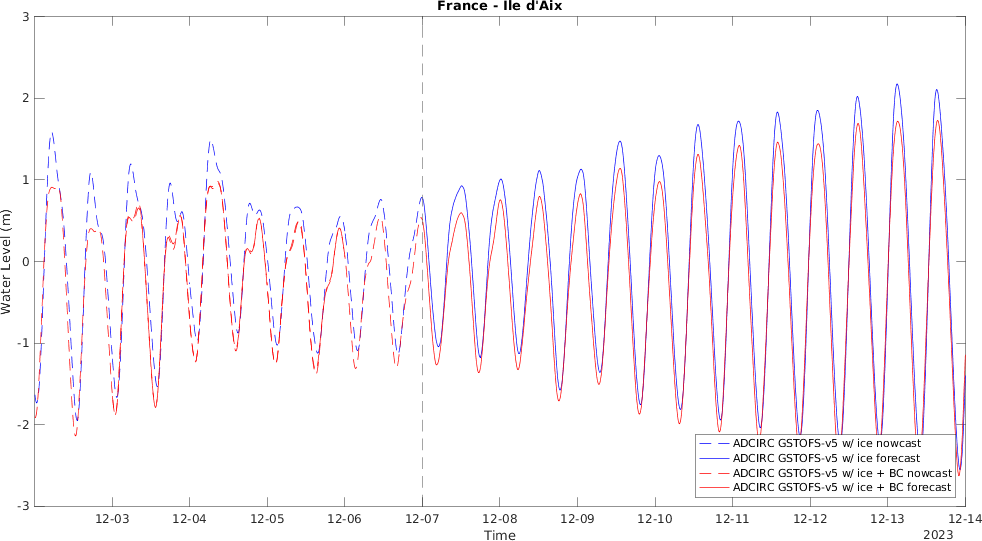 France - Ile d'Aix
3
2
1
0
-1
-2
-3
Water Level (m)
ADCIRC GSTOFS-v5 w/ ice nowcast
ADCIRC GSTOFS-v5 w/ ice forecast
ADCIRC GSTOFS-v5 w/ ice + BC nowcast
ADCIRC GSTOFS-v5 w/ ice + BC forecast
12-03 12-04 12-05 12-06 12-07 12-08 12-09 12-10 12-11 12-12 12-13 12-14
Time
2023